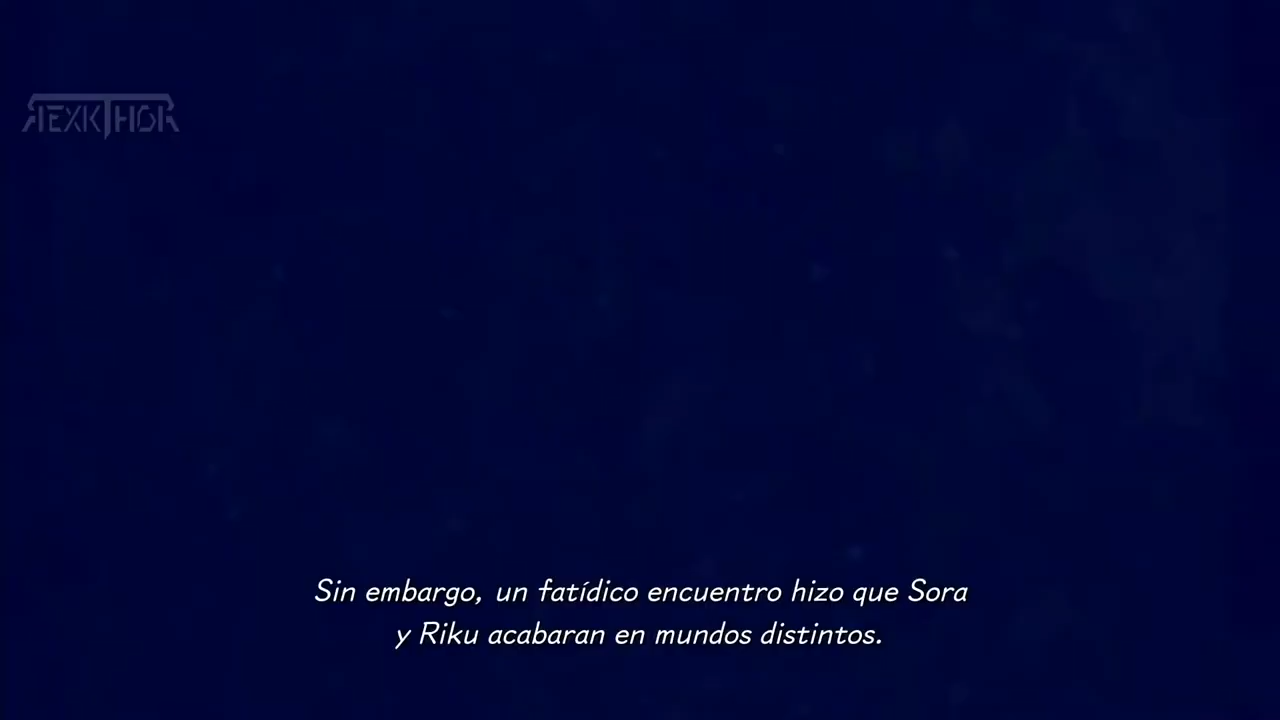 REXKTHOR
Sin embargo, un fatídico encuentro hizo que Sora
y Riku acabaran en mundos distintos.